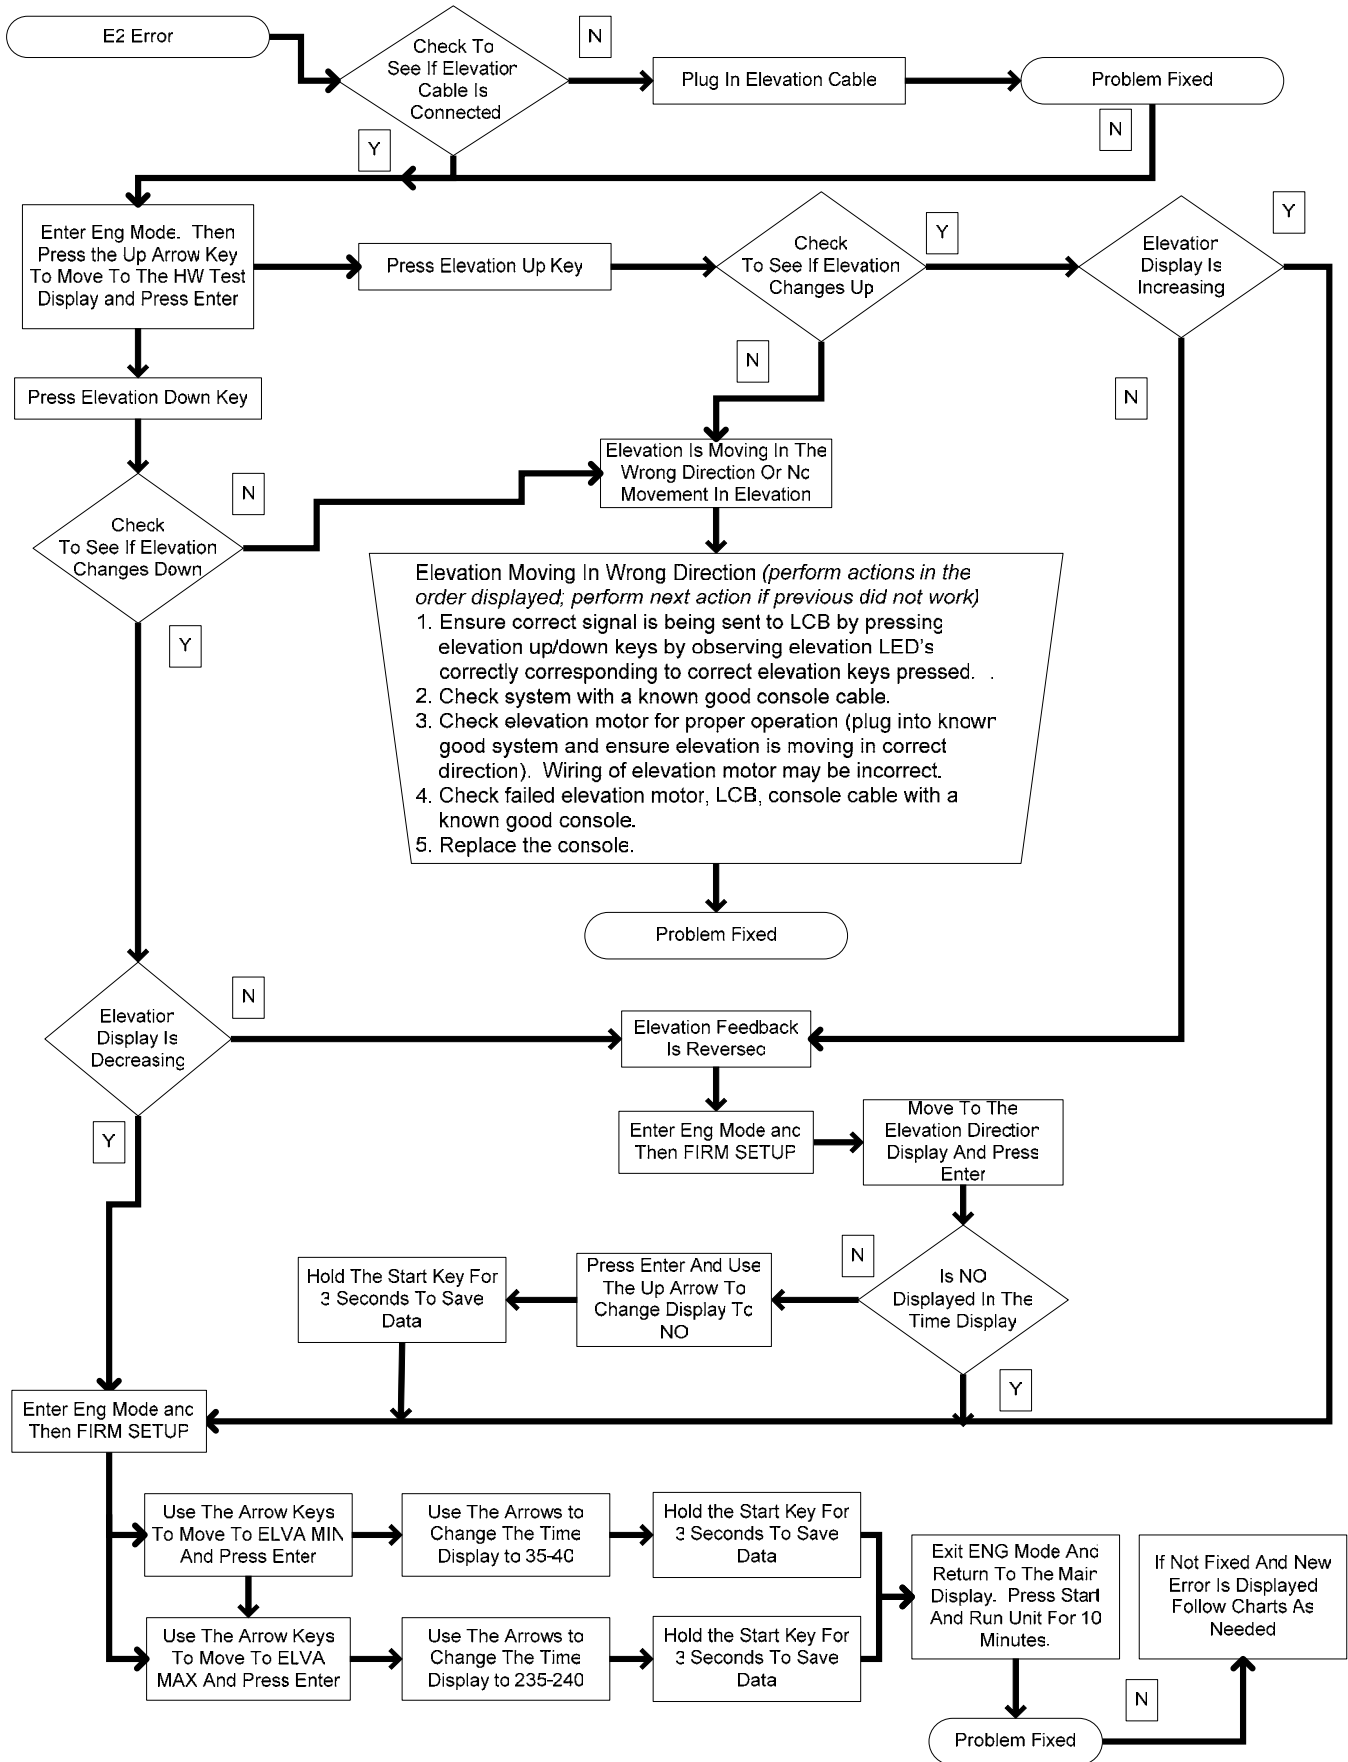 E2 Error
Check To
See If Elevation
Cable Is
Connected
N
Plug In Elevation Cable
Problem Fixed
N
Y
Enter Eng Mode. Then
Press the Up Arrow Key
To Move To The HW Test
Display and Press Enter
Press Elevation Up Key
Check
To See If Elevation
Changes Up
Y
Elevation
Display Is
Increasing
Y
N
N
Press Elevation Down Key
Elevation Is Moving In The
Wrong Direction Or No
Movement In Elevation
N
Check
To See If Elevation
Changes Down
Y
Elevation Moving In Wrong Direction (perform actions in the
order displayed; perform next action if previous did not work)
1. Ensure correct signal is being sent to LCB by pressing
elevation up/down keys by observing elevation LED's
correctly corresponding to correct elevation keys pressed. .
2. Check system with a known good console cable.
3. Check elevation motor for proper operation (plug into known
good system and ensure elevation is moving in correct
direction). Wiring of elevation motor may be incorrect.
4. Check failed elevation motor, LCB, console cable with a
known good console.
5. Replace the console.
Problem Fixed
Elevation
Display Is
Decreasing
N
Y
Elevation Feedback
Is Reversed
Enter Eng Mode and
Then FIRM SETUP
Move To The
Elevation Direction
Display And Press
Enter
Is NO
Displayed In The
Time Display
N
Y
Press Enter And Use
The Up Arrow To
Change Display To
NO
Hold The Start Key For
3 Seconds To Save
Data
Enter Eng Mode and
Then FIRM SETUP
Use The Arrow Keys
To Move To ELVA MIN
And Press Enter
Use The Arrows to
Change The Time
Display to 35-40
Hold the Start Key For
3 Seconds To Save
Data
Use The Arrow Keys
To Move To ELVA
MAX And Press Enter
Use The Arrows to
Change The Time
Display to 235-240
Hold the Start Key For
3 Seconds To Save
Data
Exit ENG Mode And
Return To The Main
Display. Press Start
And Run Unit For 10
Minutes.
Problem Fixed
N
If Not Fixed And New
Error Is Displayed
Follow Charts As
Needed